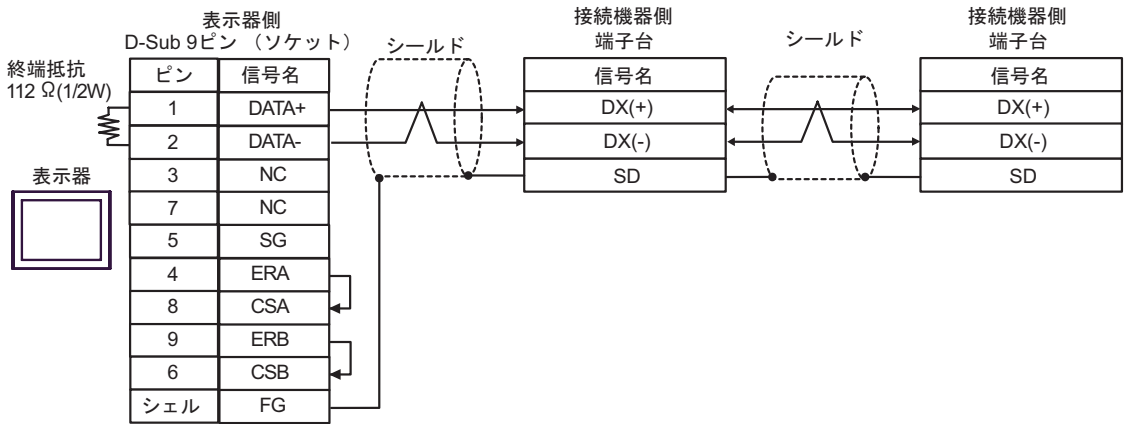 表示器側
D-Sub 9ピン （ソケット）
シールド
接続機器側
端子台
シールド
接続機器側
端子台
終端抵抗
112 Ω(1/2W)
表示器
ピン 信号名
1 DATA+
2 DATA-
3 NC
7 NC
5 SG
4 ERA
8 CSA
9 ERB
6 CSB
シェル FG
信号名
DX(+)
DX(-)
SD
信号名
DX(+)
DX(-)
SD